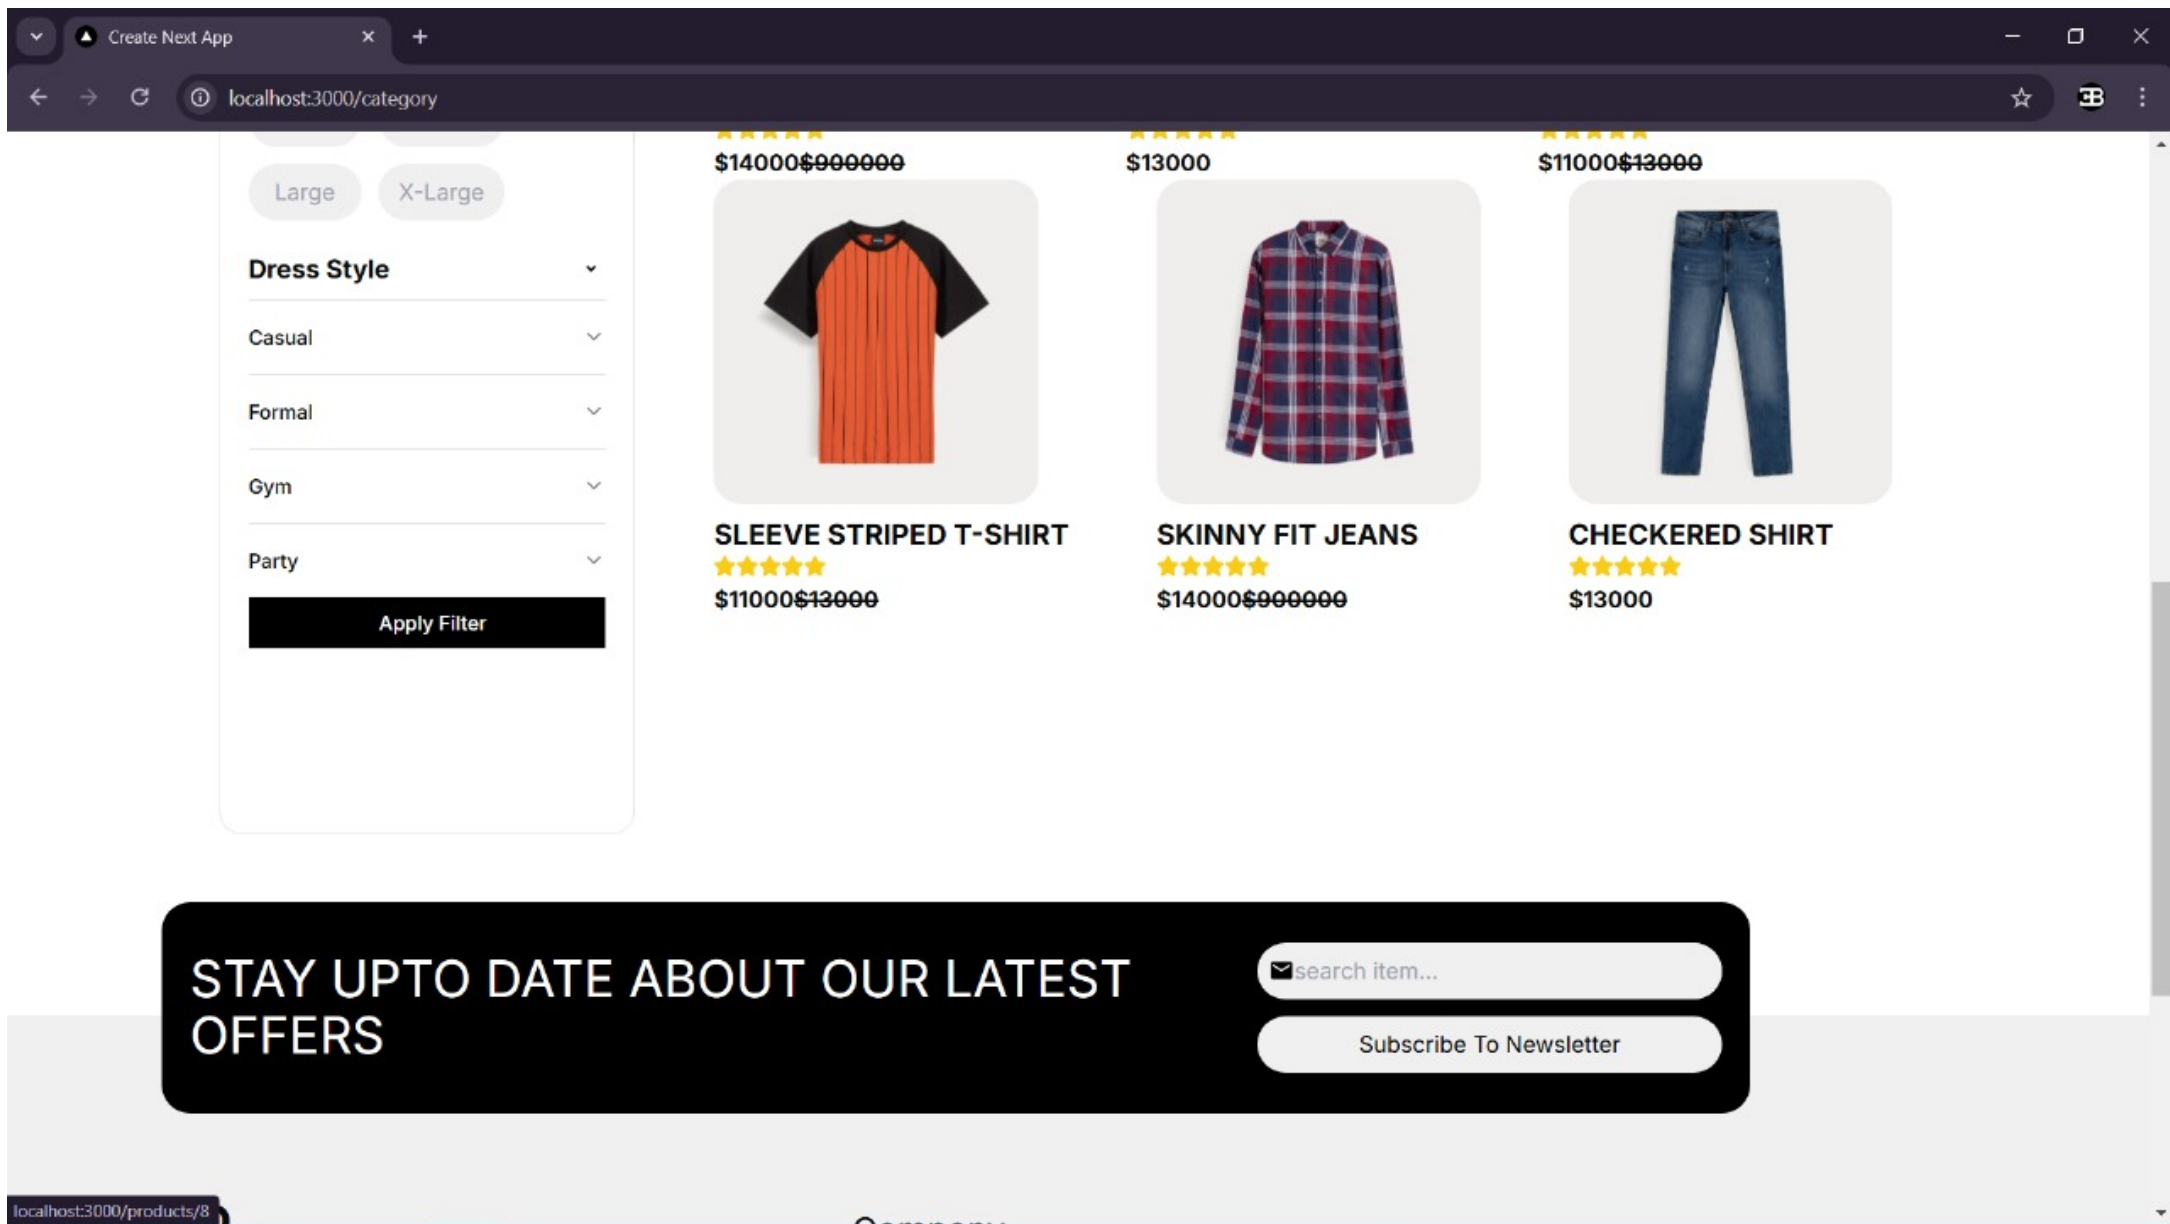 Create Next App
localhost:3000/category
$14000$900000
$13000
$11000$13000
Large
X-Large
Dress Style
Casual
Formal
Gym
Party
Apply Filter
SLEEVE STRIPED T-SHIRT
$11000$13000
SKINNY FIT JEANS
$14000$900000
CHECKERED SHIRT
$13000
STAY UPTO DATE ABOUT OUR LATEST
OFFERS
search item...
Subscribe To Newsletter
localhost:3000/products/8
Company